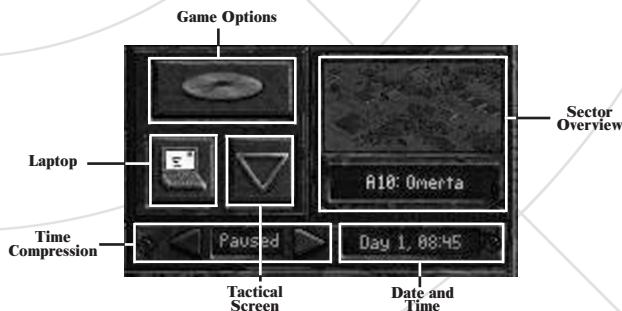 Game Options
Sector
Overview
Laptop
A10: Omerta
Time
Compression
Paused
Day 1, 08:45
Tactical
Screen
Date and
Time